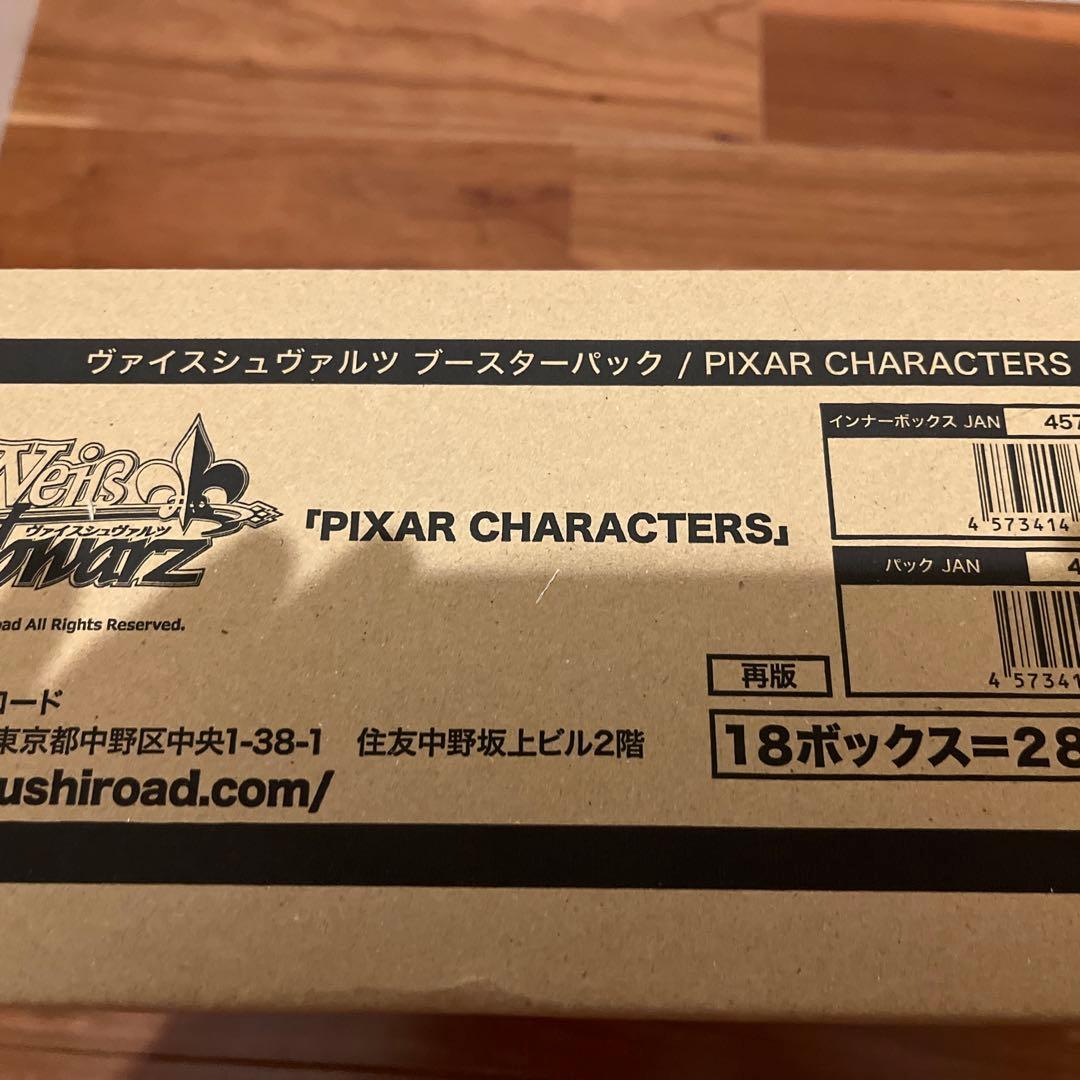 ヴァイスシュヴァルツ ブースターパック / PIXAR CHARACTERS
インナーボックス JAN 457
4 573414
Weiß
ヴァイスシュヴァルツ
「PIXAR CHARACTERS」
パック JAN 4
4 57341
All Rights Reserved.
再版
ロード
東京都中野区中央1-38-1 住友中野坂上ビル2階
18ボックス=28
ushiroad.com/